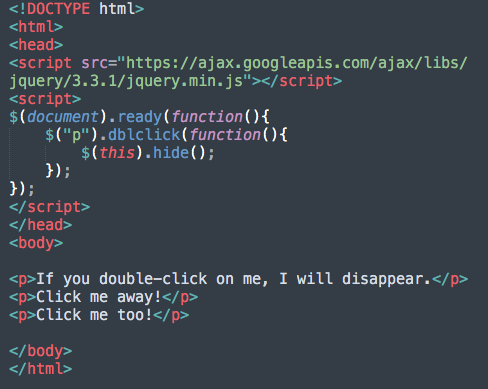 <!DOCTYPE html>
<html>
<head>
<script src="https://ajax.googleapis.com/ajax/libs/
jquery/3.3.1/jquery.min.js"></script>
<script>
$(document).ready(function(){
    $("p").dblclick(function(){
        $(this).hide();
    });
});
</script>
</head>
<body>

<p>If you double-click on me, I will disappear.</p>
<p>Click me away!</p>
<p>Click me too!</p>

</body>
</html>